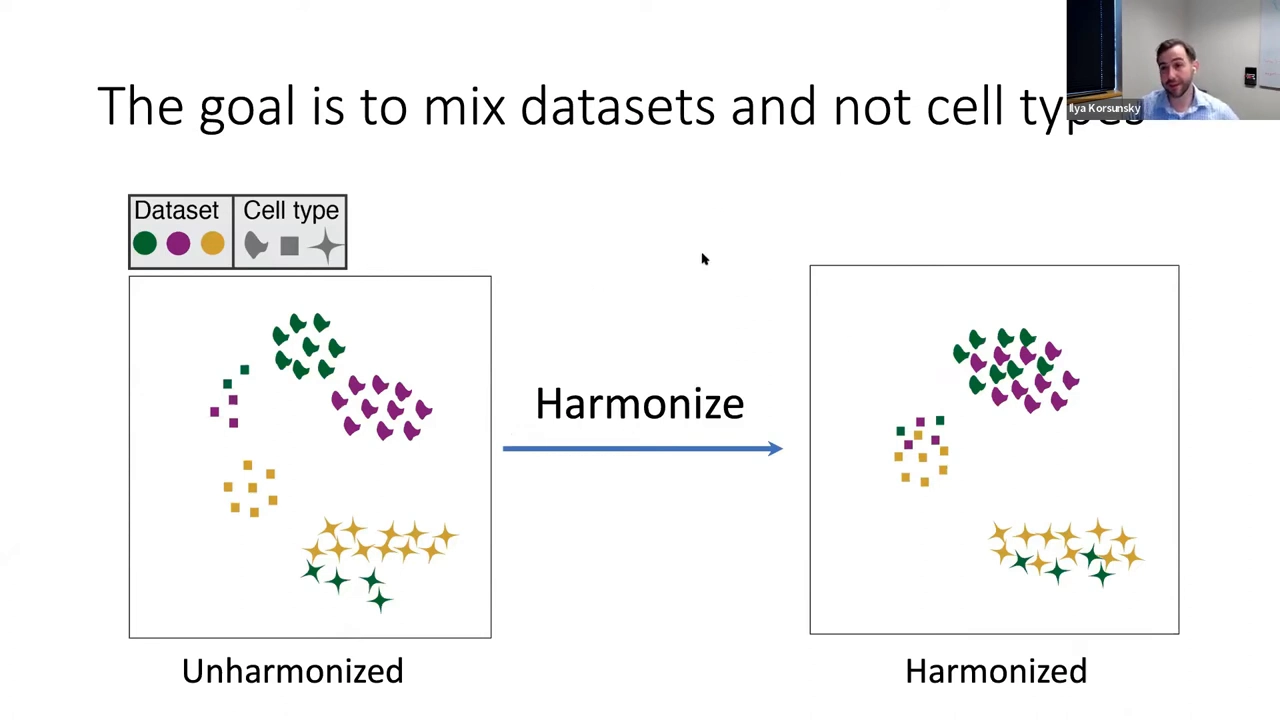 The goal is to mix datasets and not cell types
Ilya Korsunsky
Dataset
Cell type
Harmonize
Unharmonized
Harmonized